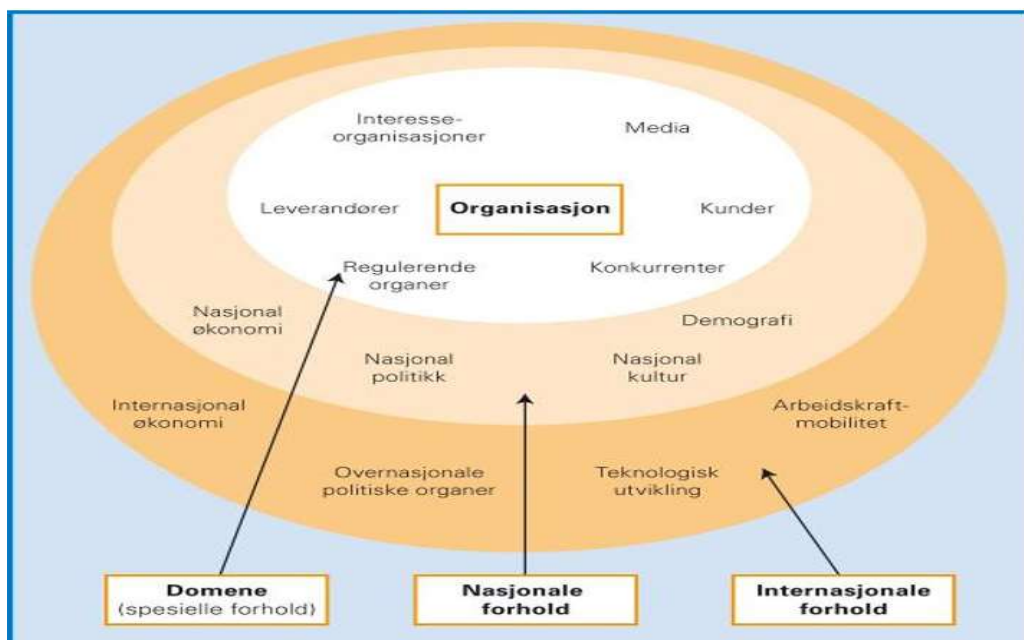 Interesse-
organisasjoner
Media
Leverandører
Organisasjon
Kunder
Regulerende
organer
Konkurrenter
Nasjonal
økonomi
Demografi
Nasjonal
politikk
Nasjonal
kultur
Internasjonal
økonomi
Arbeidskraft-
mobilitet
Overnasjonale
politiske organer
Teknologisk
utvikling
Domene
(spesielle forhold)
Nasjonale
forhold
Internasjonale
forhold